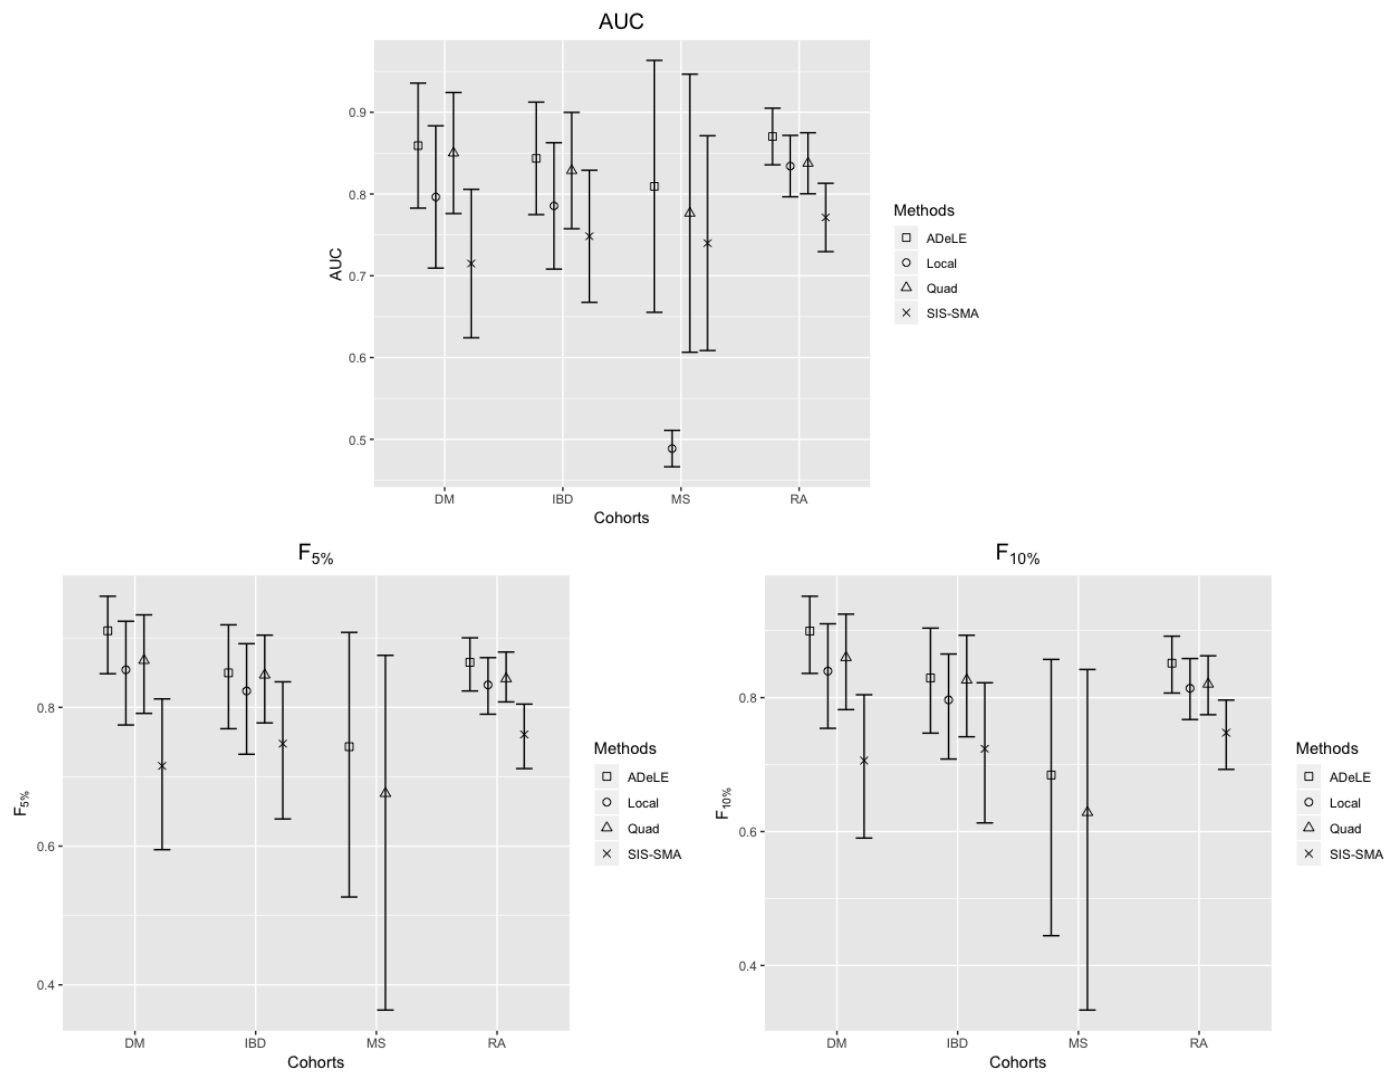 AUC
AUC
0.9
0.8
0.7
0.6
0.5
DM IBD MS RA
Cohorts
Methods
ADeLE
Local
Quad
SIS-SMA
F5%
F5%
0.8
0.6
0.4
DM IBD MS RA
Cohorts
Methods
ADeLE
Local
Quad
SIS-SMA
F10%
F10%
0.8
0.6
0.4
DM IBD MS RA
Cohorts
Methods
ADeLE
Local
Quad
SIS-SMA